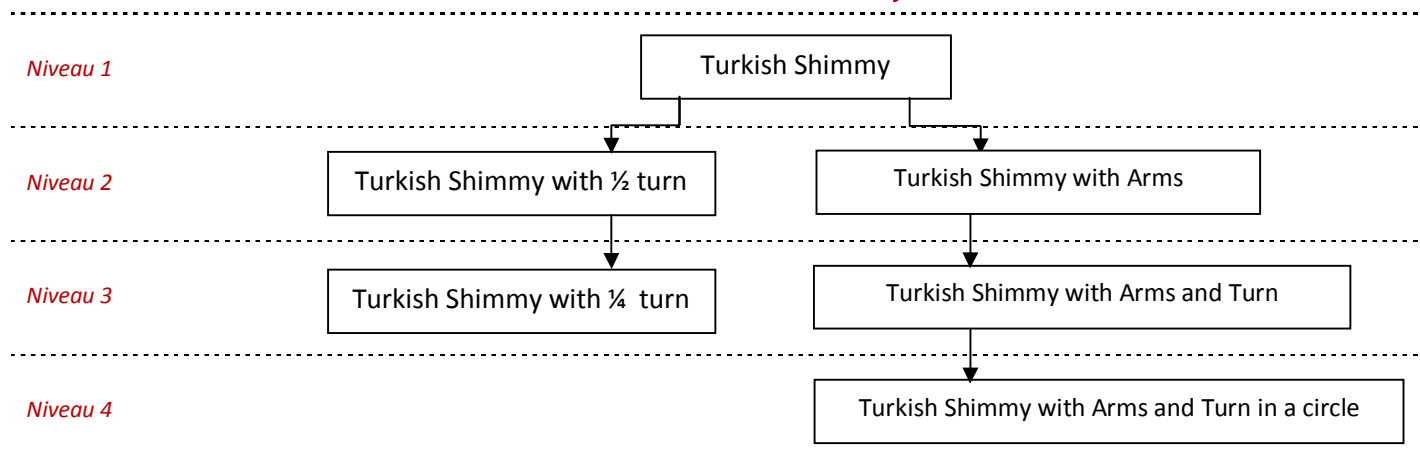 Niveau 1
Turkish Shimmy
Niveau 2
Turkish Shimmy with ½ turn
Turkish Shimmy with Arms
Niveau 3
Turkish Shimmy with ¼ turn
Turkish Shimmy with Arms and Turn
Niveau 4
Turkish Shimmy with Arms and Turn in a circle